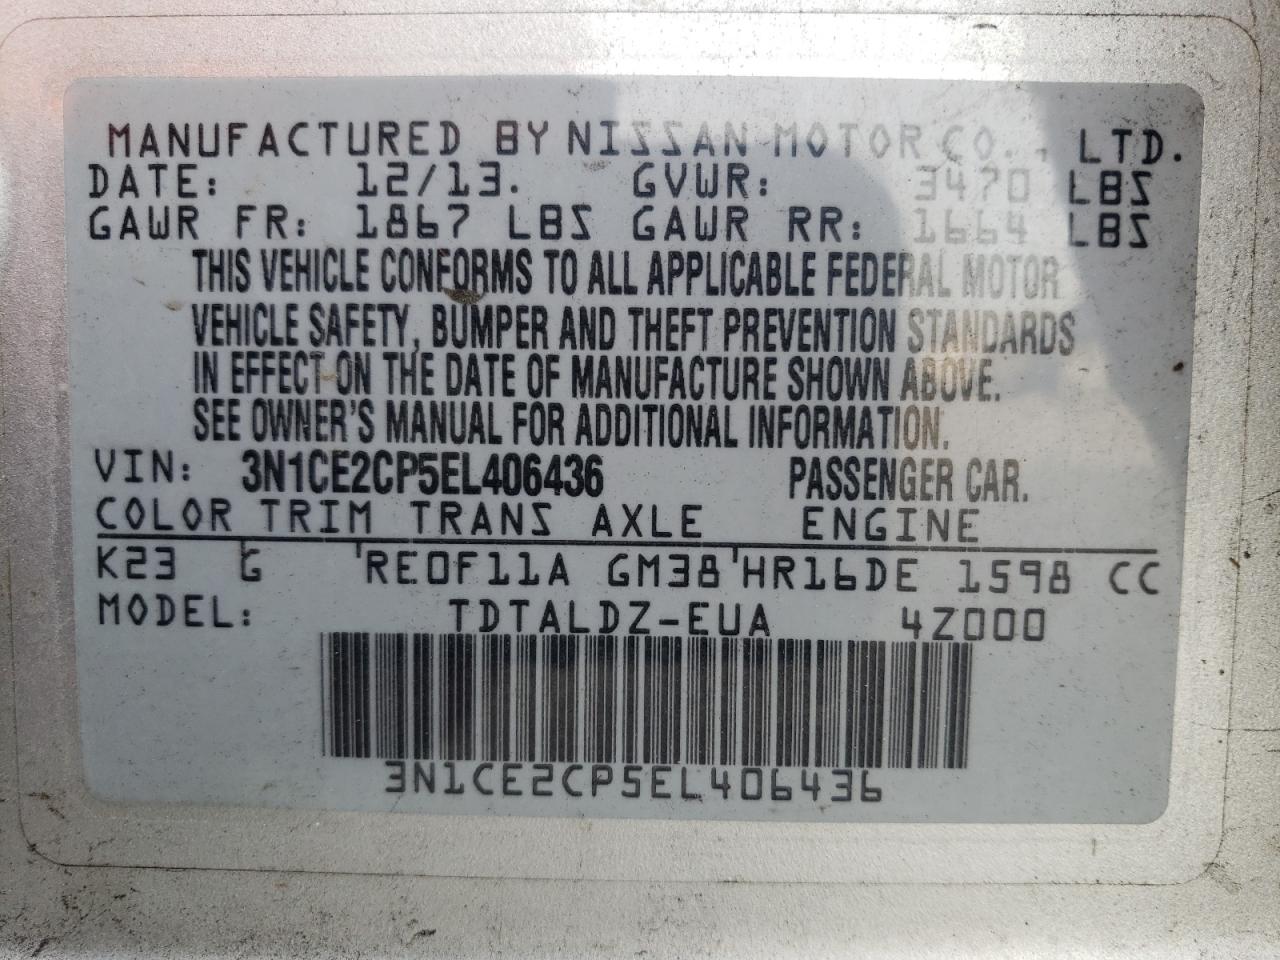 MANUFACTURED BY NISSAN MOTOR CO., LTD.
DATE: 12/13. GVWR: 3470 LBS
GAWR FR: 1867 LBS GAWR RR: 1664 LBS
THIS VEHICLE CONFORMS TO ALL APPLICABLE FEDERAL MOTOR
VEHICLE SAFETY, BUMPER AND THEFT PREVENTION STANDARDS
IN EFFECT ON THE DATE OF MANUFACTURE SHOWN ABOVE.
SEE OWNER'S MANUAL FOR ADDITIONAL INFORMATION.
VIN: 3N1CE2CP5EL406436 PASSENGER CAR.
COLOR TRIM TRANS AXLE ENGINE
K23 G RE0F11A GM38 HR16DE 1598 CC
MODEL: TDTALDZ-EUA 4Z000
3N1CE2CP5EL406436